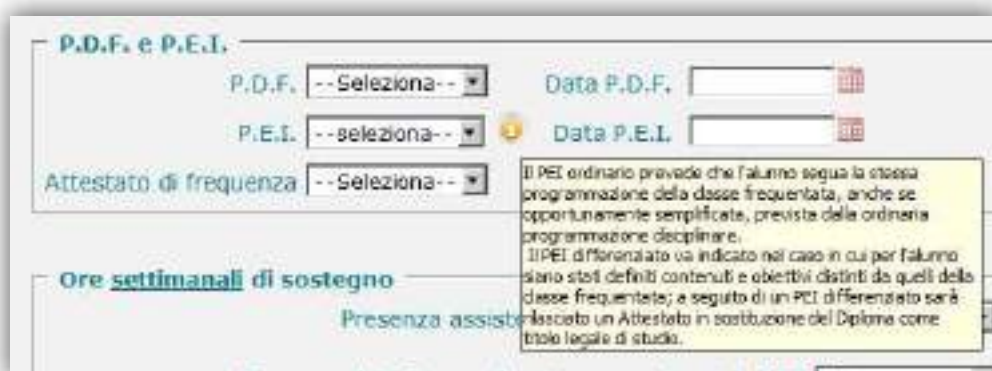 P.D.F. e P.E.I.
P.D.F. --Seleziona-- Data P.D.F.
P.E.I. --seleziona-- Data P.E.I.
Attestato di frequenza --Seleziona--
Il PEI ordinario prevede che l'alunno segua la stessa
programmazione della classe frequentata, anche se
opportunamente semplificata, prevista dalla ordinaria
programmazione disciplinare.
Il PEI differenziato va indicato nel caso in cui per l'alunno
siano stati definiti contenuti e obiettivi distinti da quelli della
classe frequentata; a seguito di un PEI differenziato sarà
rilasciato un Attestato in sostituzione del Diploma come
titolo legale di studio.
Ore settimanali di sostegno
Presenza assiste